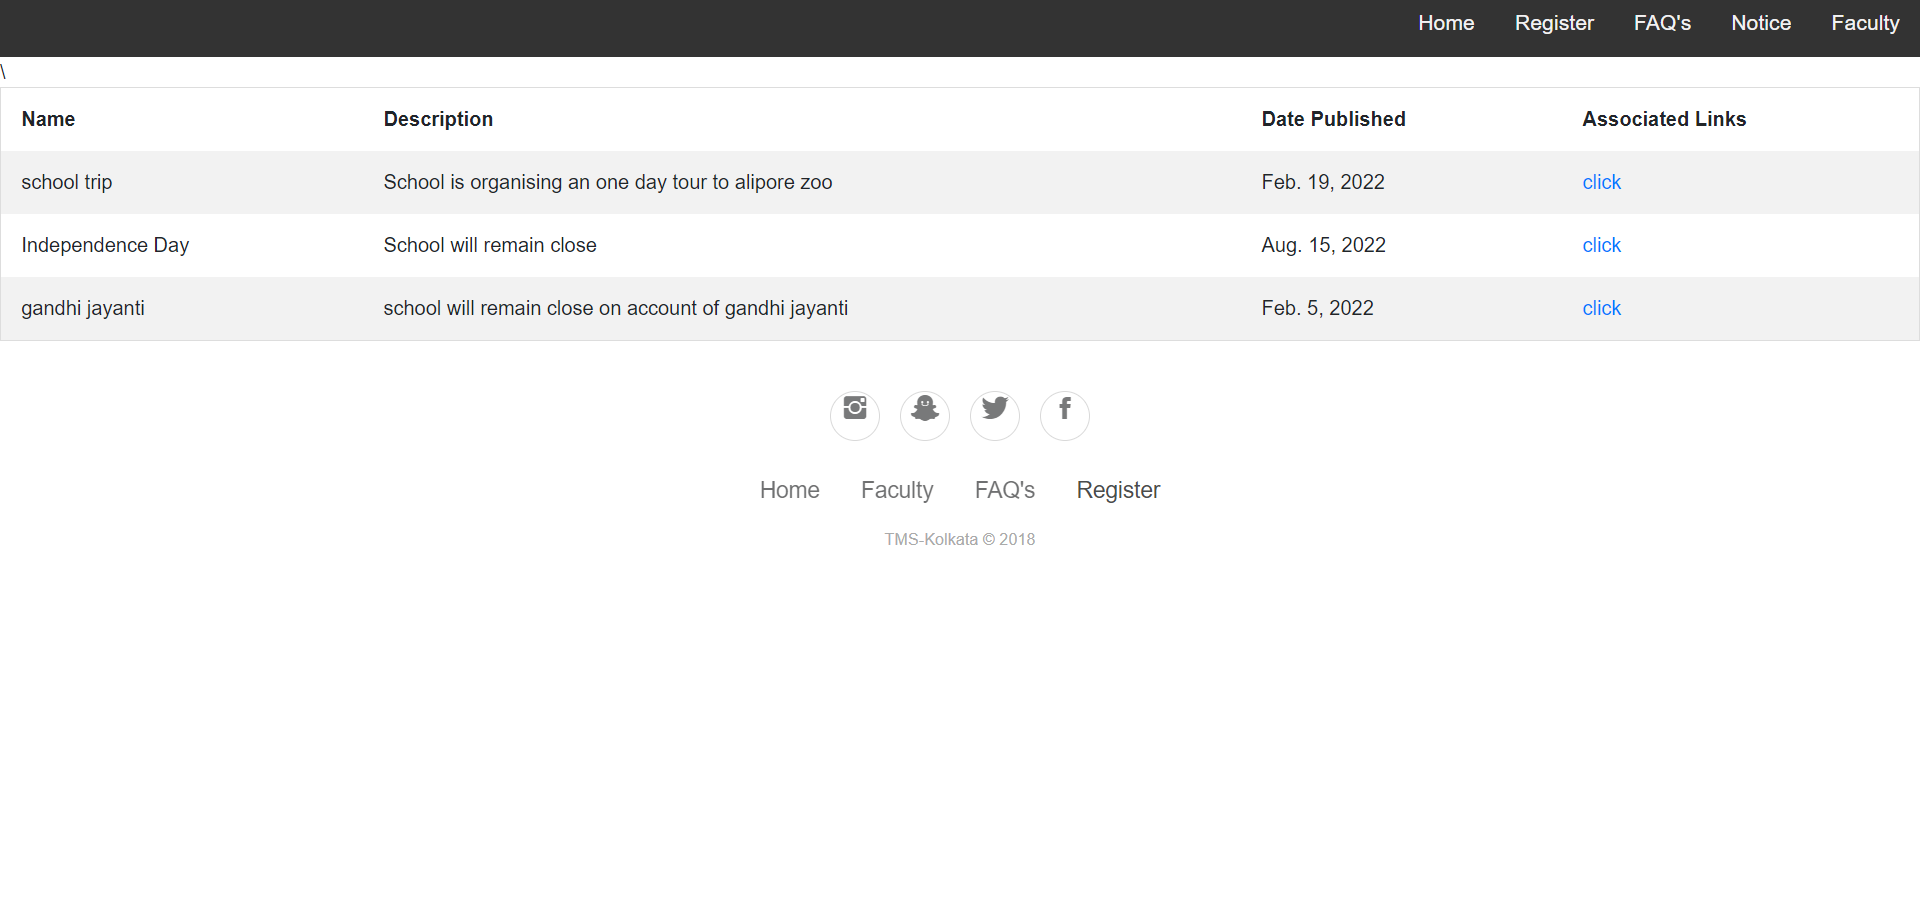 Home Register FAQ's Notice Faculty
\
Name Description Date Published Associated Links
school trip School is organising an one day tour to alipore zoo Feb. 19, 2022 click
Independence Day School will remain close Aug. 15, 2022 click
gandhi jayanti school will remain close on account of gandhi jayanti Feb. 5, 2022 click
Home Faculty FAQ's Register
TMS-Kolkata © 2018